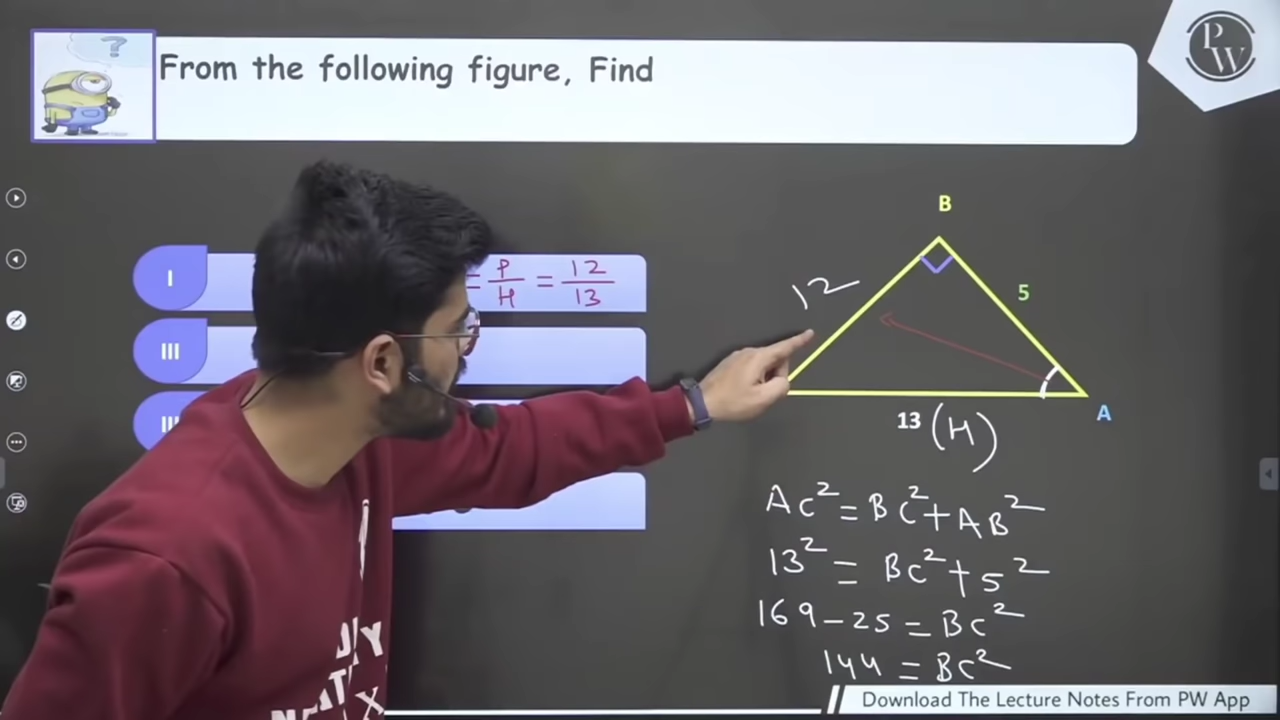 ?
From the following figure, Find
PW
B
I
= P/H = 12/13
12
5
III
III
A
13 (H)
AC² = BC² + AB²
13² = BC² + 5²
169 - 25 = BC²
144 = BC²
Download The Lecture Notes From PW App